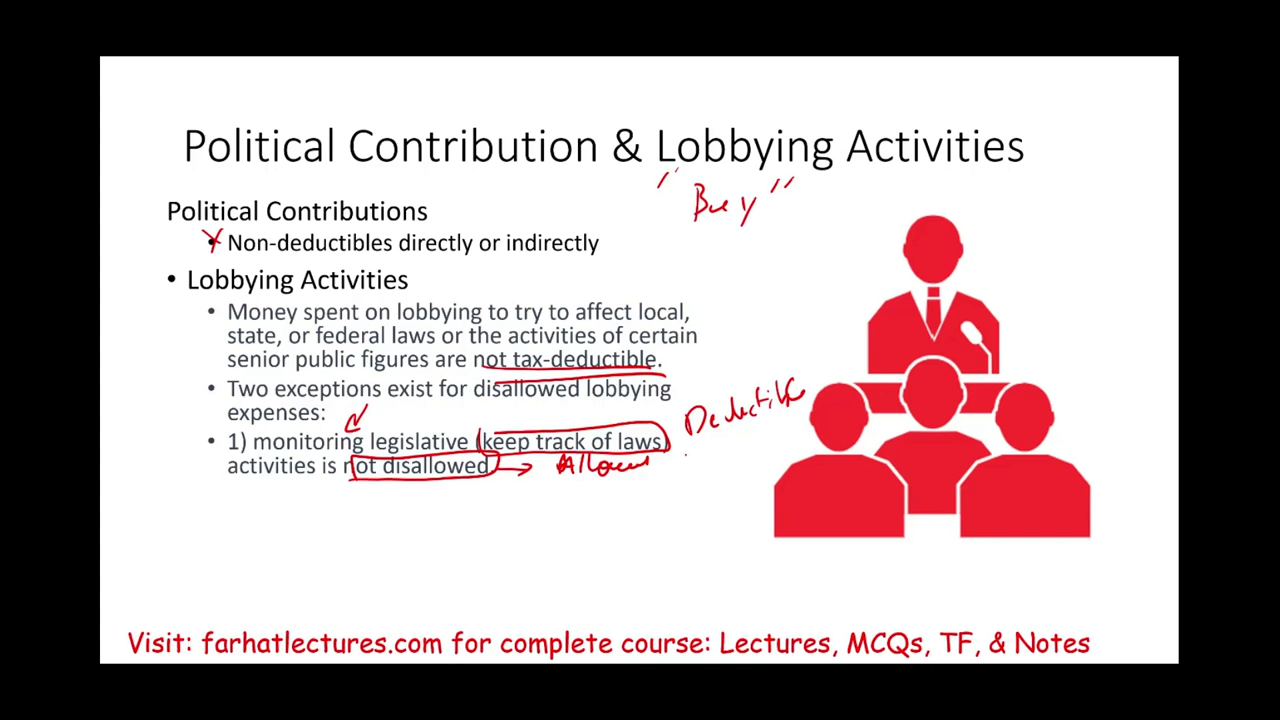 Political Contribution & Lobbying Activities
" Buy "
Political Contributions
• Non-deductibles directly or indirectly
• Lobbying Activities
• Money spent on lobbying to try to affect local,
state, or federal laws or the activities of certain
senior public figures are not tax-deductible.
• Two exceptions exist for disallowed lobbying
expenses:
Deductible
• 1) monitoring legislative (keep track of laws)
activities is not disallowed → Allowed
Visit: farhatlectures.com for complete course: Lectures, MCQs, TF, & Notes